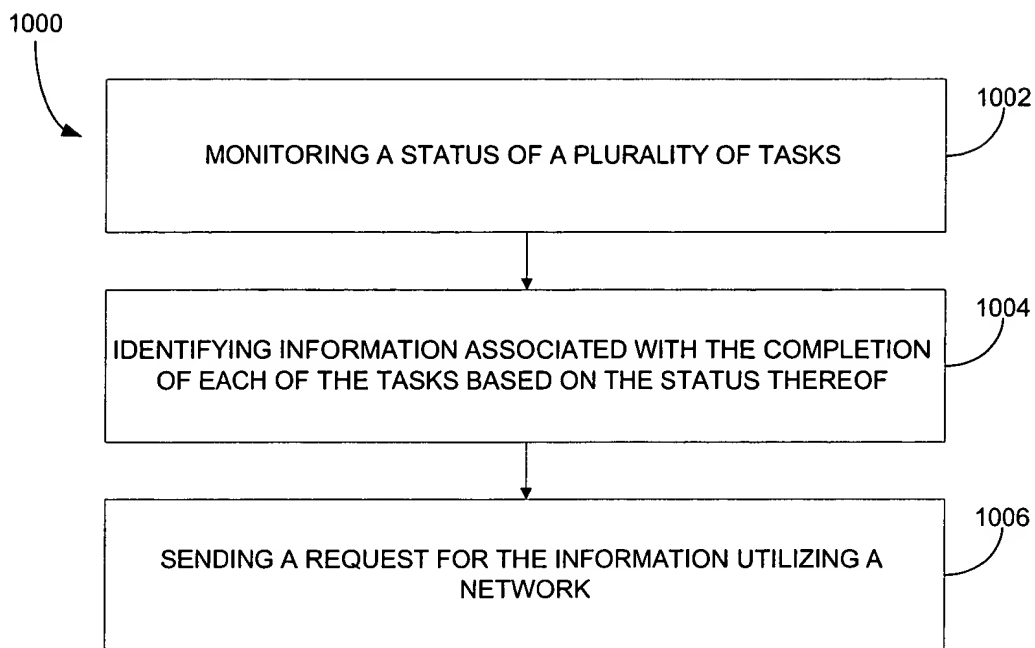 1000
1002
MONITORING A STATUS OF A PLURALITY OF TASKS
1004
IDENTIFYING INFORMATION ASSOCIATED WITH THE COMPLETION
OF EACH OF THE TASKS BASED ON THE STATUS THEREOF
1006
SENDING A REQUEST FOR THE INFORMATION UTILIZING A
NETWORK